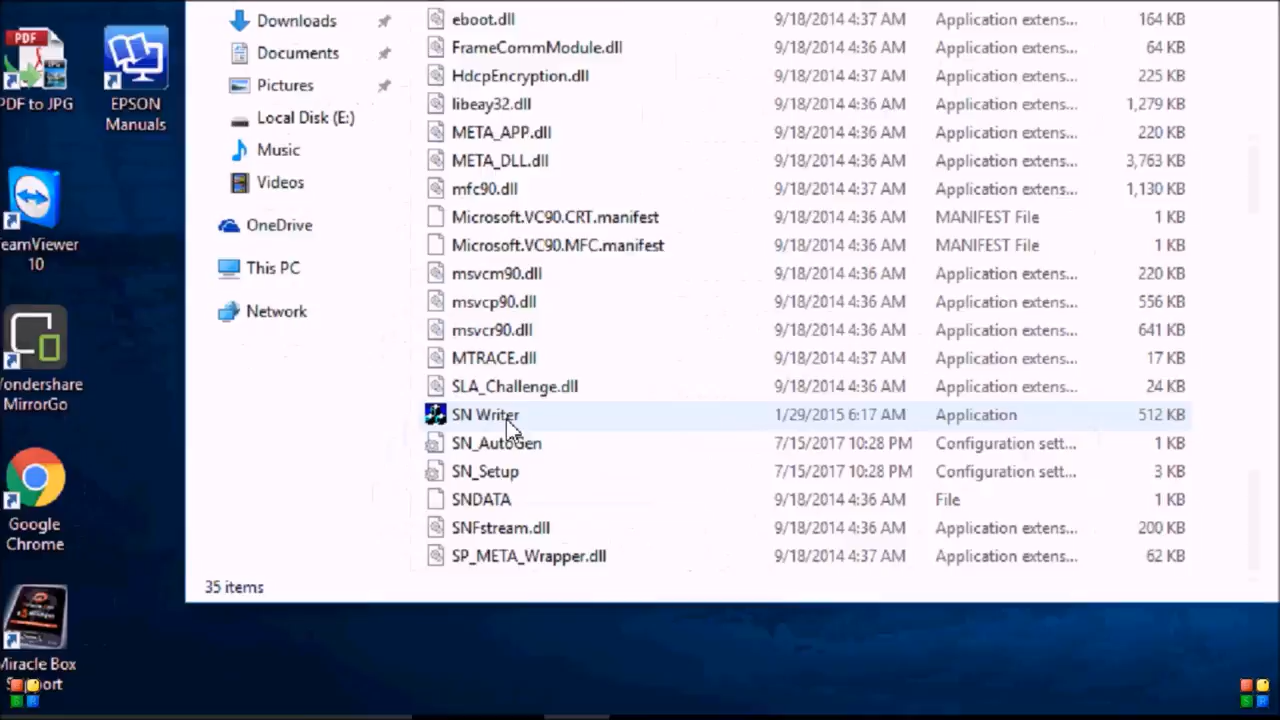 PDF
PDF to JPG
EPSON
Manuals
eamViewer
10
Vondershare
MirrorGo
Google
Chrome
Miracle Box
Downloads
Documents
Pictures
Local Disk (E:)
Music
Videos
OneDrive
This PC
Network
eboot.dll 9/18/2014 4:37 AM Application extens... 164 KB
FrameCommModule.dll 9/18/2014 4:36 AM Application extens... 64 KB
HdcpEncryption.dll 9/18/2014 4:37 AM Application extens... 225 KB
libeay32.dll 9/18/2014 4:36 AM Application extens... 1,279 KB
META_APP.dll 9/18/2014 4:36 AM Application extens... 220 KB
META_DLL.dll 9/18/2014 4:36 AM Application extens... 3,763 KB
mfc90.dll 9/18/2014 4:37 AM Application extens... 1,130 KB
Microsoft.VC90.CRT.manifest 9/18/2014 4:37 AM MANIFEST File 1 KB
Microsoft.VC90.MFC.manifest 9/18/2014 4:36 AM MANIFEST File 1 KB
msvcm90.dll 9/18/2014 4:37 AM Application extens... 220 KB
msvcp90.dll 9/18/2014 4:36 AM Application extens... 556 KB
msvcr90.dll 9/18/2014 4:36 AM Application extens... 641 KB
MTRACE.dll 9/18/2014 4:37 AM Application extens... 17 KB
SLA_Challenge.dll 9/18/2014 4:36 AM Application extens... 24 KB
SN Writer 1/29/2015 6:17 AM Application 512 KB
SN_AutoGen 7/15/2017 10:28 PM Configuration sett... 1 KB
SN_Setup 7/15/2017 10:28 PM Configuration sett... 3 KB
SNDATA 9/18/2014 4:36 AM File 1 KB
SNFstream.dll 9/18/2014 4:36 AM Application extens... 200 KB
SP_META_Wrapper.dll 9/18/2014 4:37 AM Application extens... 62 KB
35 items